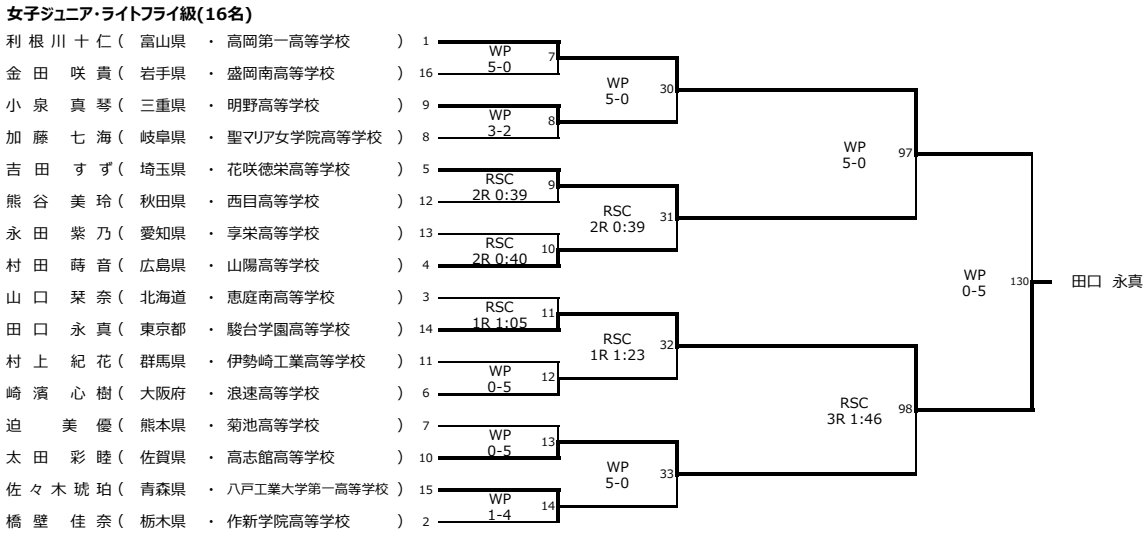 女子ジュニア・ライトフライ級(16名)
利根川十仁 ( 富山県 ・ 高岡第一高等学校 ) 1
金田 咲貴 ( 岩手県 ・ 盛岡南高等学校 ) 16
小泉 真琴 ( 三重県 ・ 明野高等学校 ) 9
加藤 七海 ( 岐阜県 ・ 聖マリア女学院高等学校 ) 8
吉田 すず ( 埼玉県 ・ 花咲徳栄高等学校 ) 5
熊谷 美玲 ( 秋田県 ・ 西目高等学校 ) 12
永田 紫乃 ( 愛知県 ・ 享栄高等学校 ) 13
村田 蒔音 ( 広島県 ・ 山陽高等学校 ) 4
山口 栞奈 ( 北海道 ・ 恵庭南高等学校 ) 3
田口 永真 ( 東京都 ・ 駿台学園高等学校 ) 14
村上 紀花 ( 群馬県 ・ 伊勢崎工業高等学校 ) 11
崎濱 心樹 ( 大阪府 ・ 浪速高等学校 ) 6
迫 美優 ( 熊本県 ・ 菊池高等学校 ) 7
太田 彩睦 ( 佐賀県 ・ 高志館高等学校 ) 10
佐々木琥珀 ( 青森県 ・ 八戸工業大学第一高等学校 ) 15
橋壁 佳奈 ( 栃木県 ・ 作新学院高等学校 ) 2
WP
5-0
7
WP
3-2
8
RSC
2R 0:39
9
RSC
2R 0:40
10
RSC
1R 1:05
11
WP
0-5
12
WP
0-5
13
WP
1-4
14
WP
5-0
30
RSC
2R 0:39
31
RSC
1R 1:23
32
WP
5-0
33
WP
5-0
97
RSC
3R 1:46
98
WP
0-5
130
田口 永真